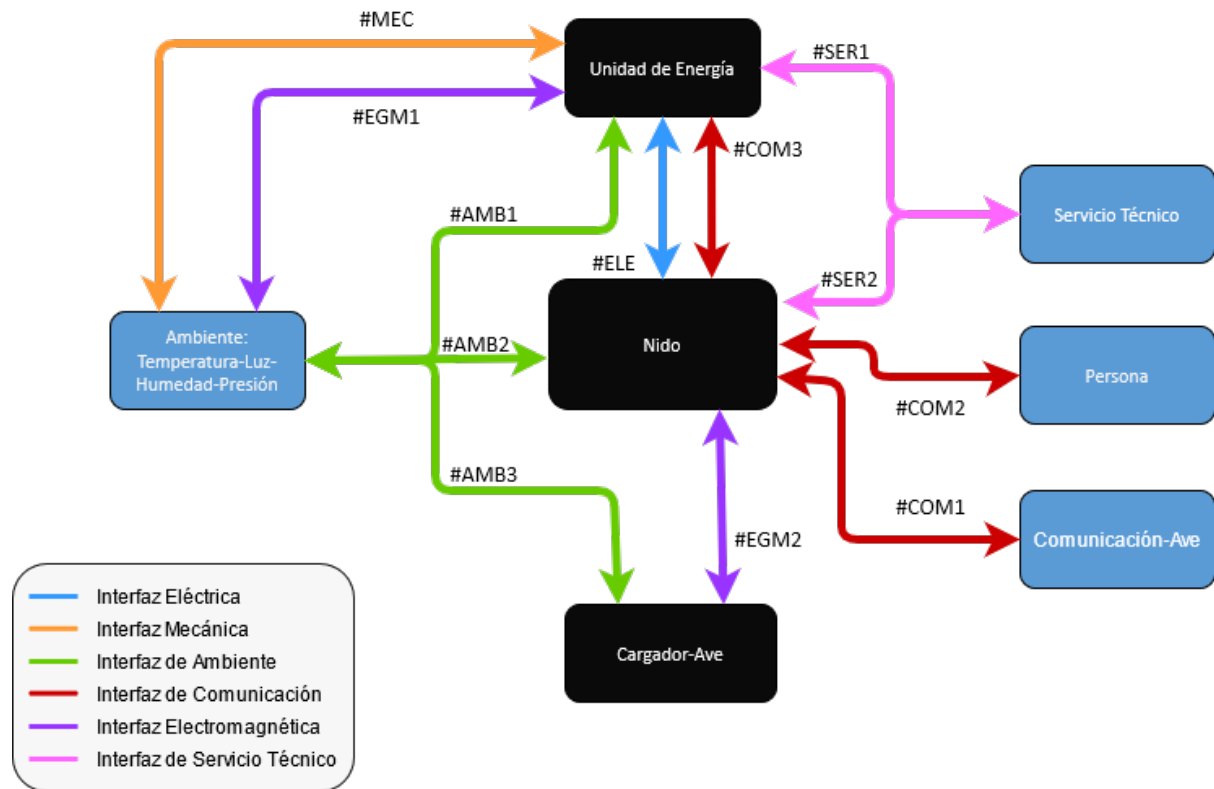 #MEC
Unidad de Energía
#SER1
#EGM1
#COM3
#AMB1
Servicio Técnico
#ELE
#SER2
Ambiente:
Temperatura-Luz-
Humedad-Presión
#AMB2
Nido
Persona
#COM2
#AMB3
#COM1
#EGM2
Comunicación-Ave
Cargador-Ave
Interfaz Eléctrica
Interfaz Mecánica
Interfaz de Ambiente
Interfaz de Comunicación
Interfaz Electromagnética
Interfaz de Servicio Técnico